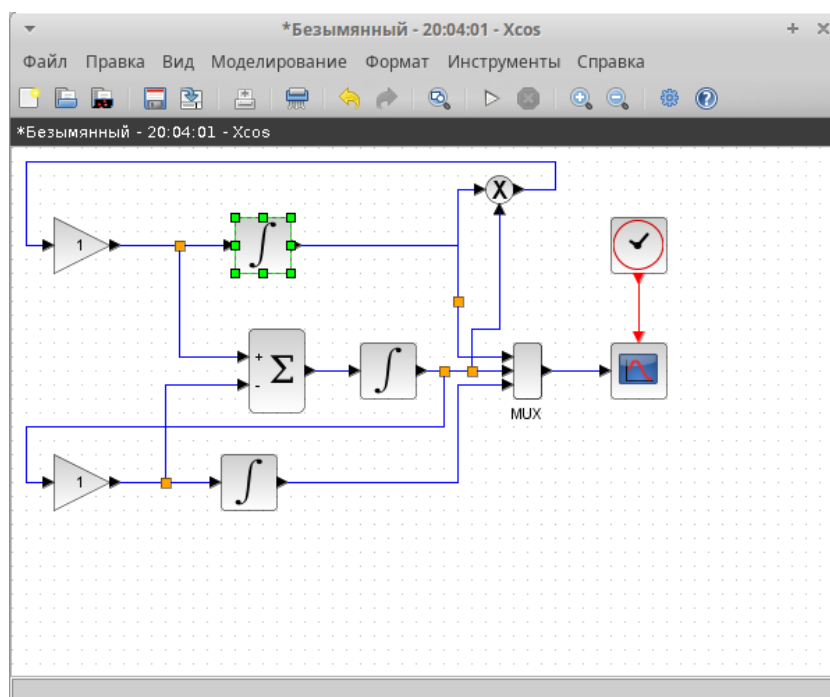 *Безымянный - 20:04:01 - Xcos
Файл Правка Вид Моделирование Формат Инструменты Справка
*Безымянный - 20:04:01 - Xcos
X
1
∫
+
-
Σ
∫
MUX
1
∫